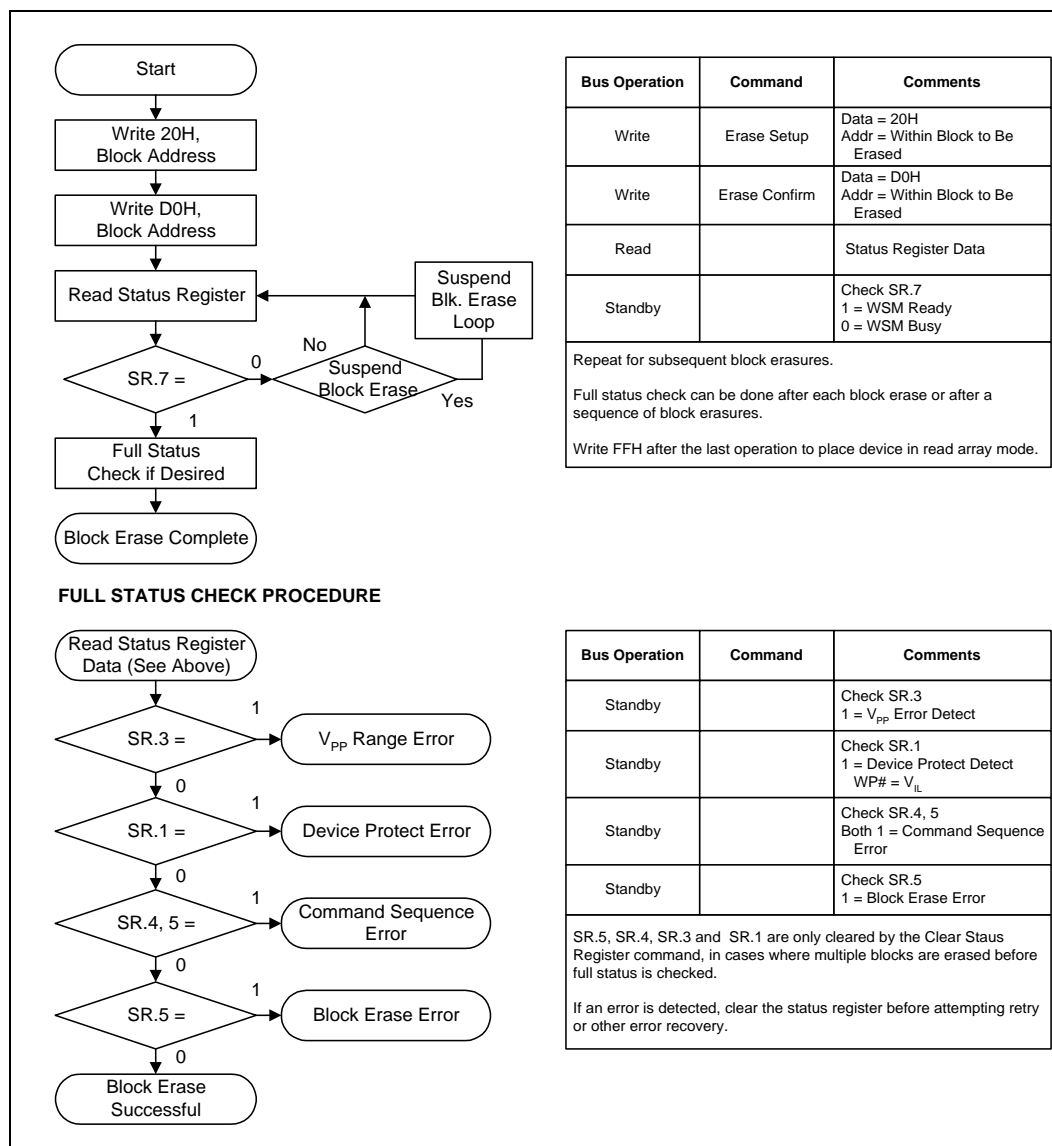 Start
Write 20H,
Block Address
Write D0H,
Block Address
Read Status Register
Suspend
Blk. Erase
Loop
No
0
SR.7 =
Suspend
Block Erase
Yes
1
Full Status
Check if Desired
Block Erase Complete
Bus Operation Command Comments
Write Erase Setup Data = 20H
Addr = Within Block to Be
Erased
Write Erase Confirm Data = D0H
Addr = Within Block to Be
Erased
Read Status Register Data
Standby Check SR.7
1 = WSM Ready
0 = WSM Busy
Repeat for subsequent block erasures.
Full status check can be done after each block erase or after a
sequence of block erasures.
Write FFH after the last operation to place device in read array mode.
FULL STATUS CHECK PROCEDURE
Read Status Register
Data (See Above)
1
SR.3 =
VPP Range Error
0
1
SR.1 =
Device Protect Error
0
1
SR.4, 5 =
Command Sequence
Error
0
1
SR.5 =
Block Erase Error
0
Block Erase
Successful
Bus Operation Command Comments
Standby Check SR.3
1 = VPP Error Detect
Standby Check SR.1
1 = Device Protect Detect
WP# = VIL
Standby Check SR.4, 5
Both 1 = Command Sequence
Error
Standby Check SR.5
1 = Block Erase Error
SR.5, SR.4, SR.3 and SR.1 are only cleared by the Clear Staus
Register command, in cases where multiple blocks are erased before
full status is checked.
If an error is detected, clear the status register before attempting retry
or other error recovery.